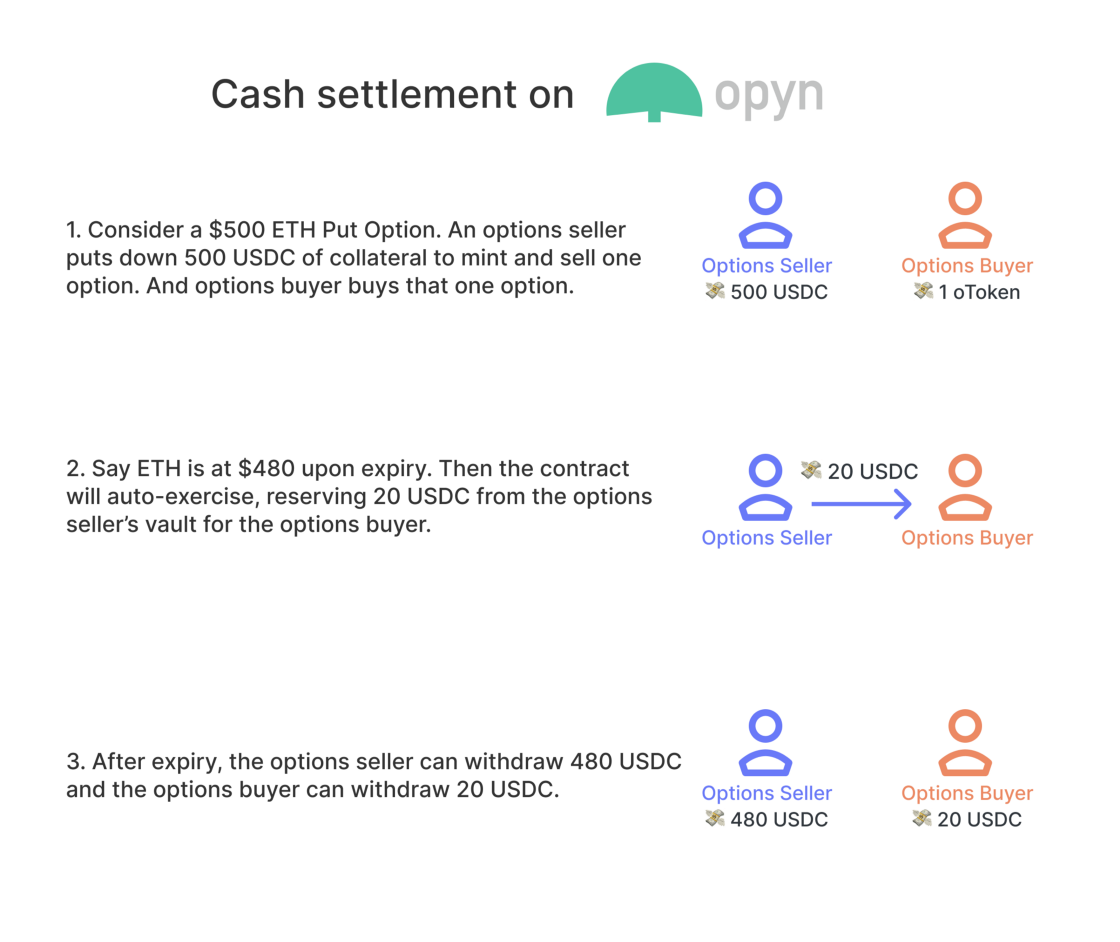 Cash settlement on opyn
1. Consider a $500 ETH Put Option. An options seller
puts down 500 USDC of collateral to mint and sell one
option. And options buyer buys that one option.
Options Seller
💸 500 USDC
Options Buyer
💸 1 oToken
2. Say ETH is at $480 upon expiry. Then the contract
will auto-exercise, reserving 20 USDC from the options
seller’s vault for the options buyer.
💸 20 USDC
Options Seller
Options Buyer
3. After expiry, the options seller can withdraw 480 USDC
and the options buyer can withdraw 20 USDC.
Options Seller
💸 480 USDC
Options Buyer
💸 20 USDC